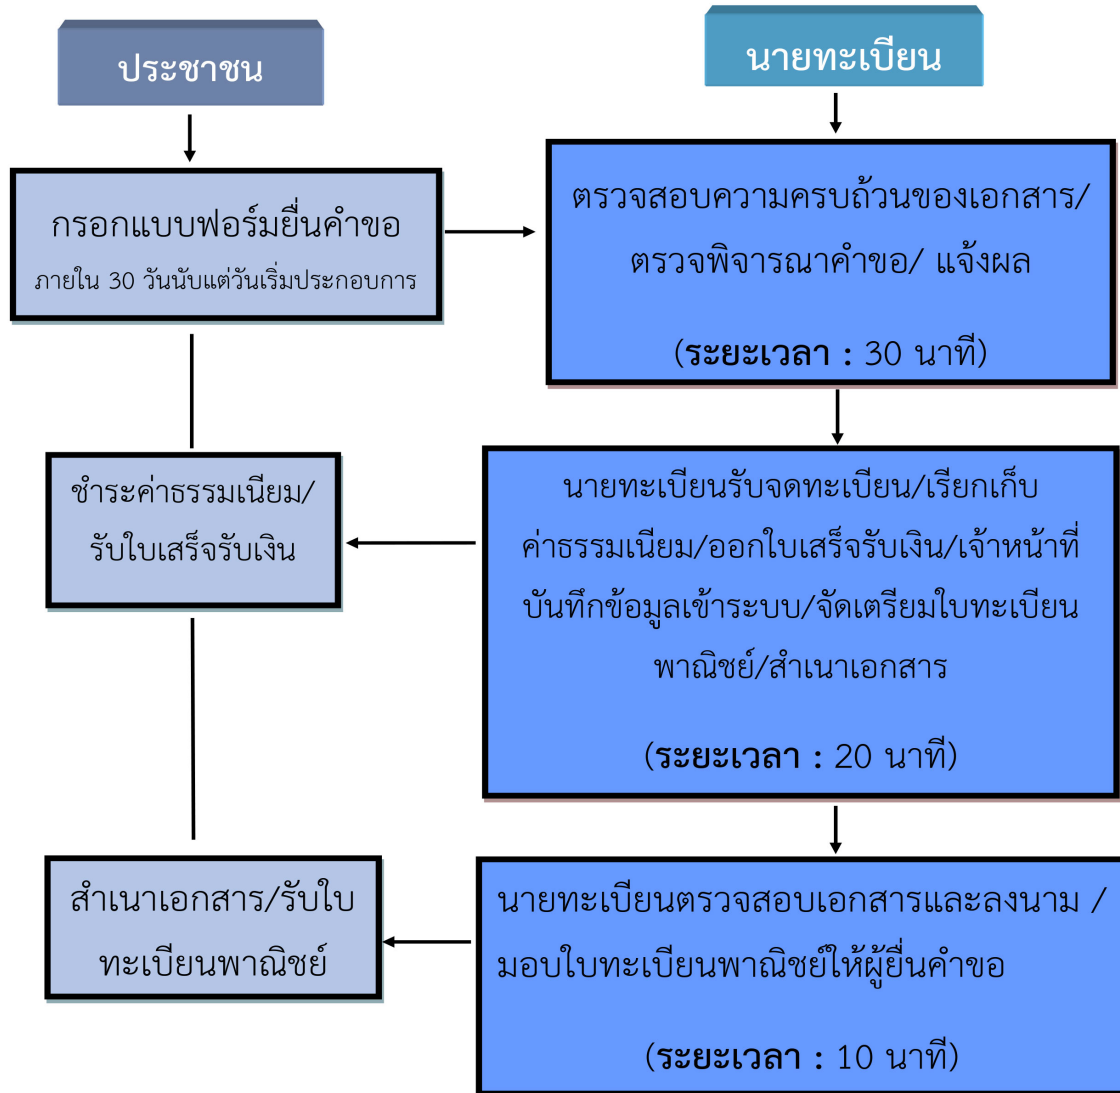 ประชาชน
นายทะเบียน
กรอกแบบฟอร์มยื่นคำขอ
ภายใน 30 วันนับแต่วันเริ่มประกอบการ
ตรวจสอบความครบถ้วนของเอกสาร/
ตรวจพิจารณาคำขอ/ แจ้งผล
(ระยะเวลา : 30 นาที)
ชำระค่าธรรมเนียม/
รับใบเสร็จรับเงิน
นายทะเบียนรับจดทะเบียน/เรียกเก็บ
ค่าธรรมเนียม/ออกใบเสร็จรับเงิน/เจ้าหน้าที่
บันทึกข้อมูลเข้าระบบ/จัดเตรียมใบทะเบียน
พาณิชย์/สำเนาเอกสาร
(ระยะเวลา : 20 นาที)
สำเนาเอกสาร/รับใบ
ทะเบียนพาณิชย์
นายทะเบียนตรวจสอบเอกสารและลงนาม /
มอบใบทะเบียนพาณิชย์ให้ผู้ยื่นคำขอ
(ระยะเวลา : 10 นาที)